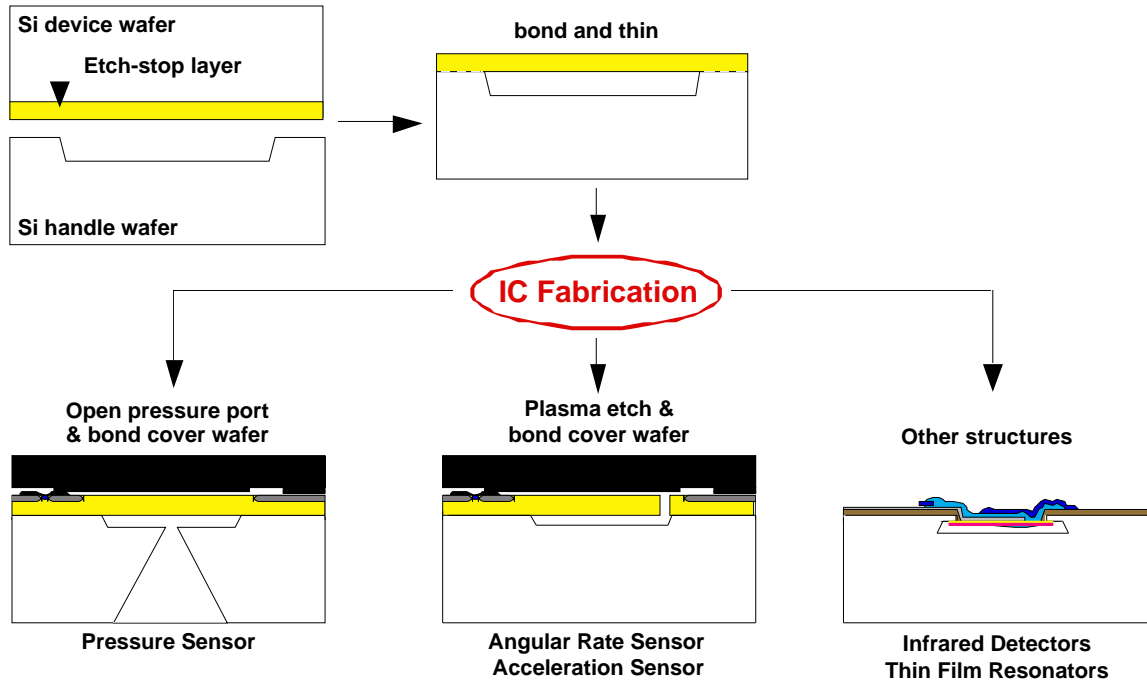 Si device wafer
Etch-stop layer
Si handle wafer
bond and thin
IC Fabrication
Open pressure port
& bond cover wafer
Pressure Sensor
Plasma etch &
bond cover wafer
Angular Rate Sensor
Acceleration Sensor
Other structures
Infrared Detectors
Thin Film Resonators